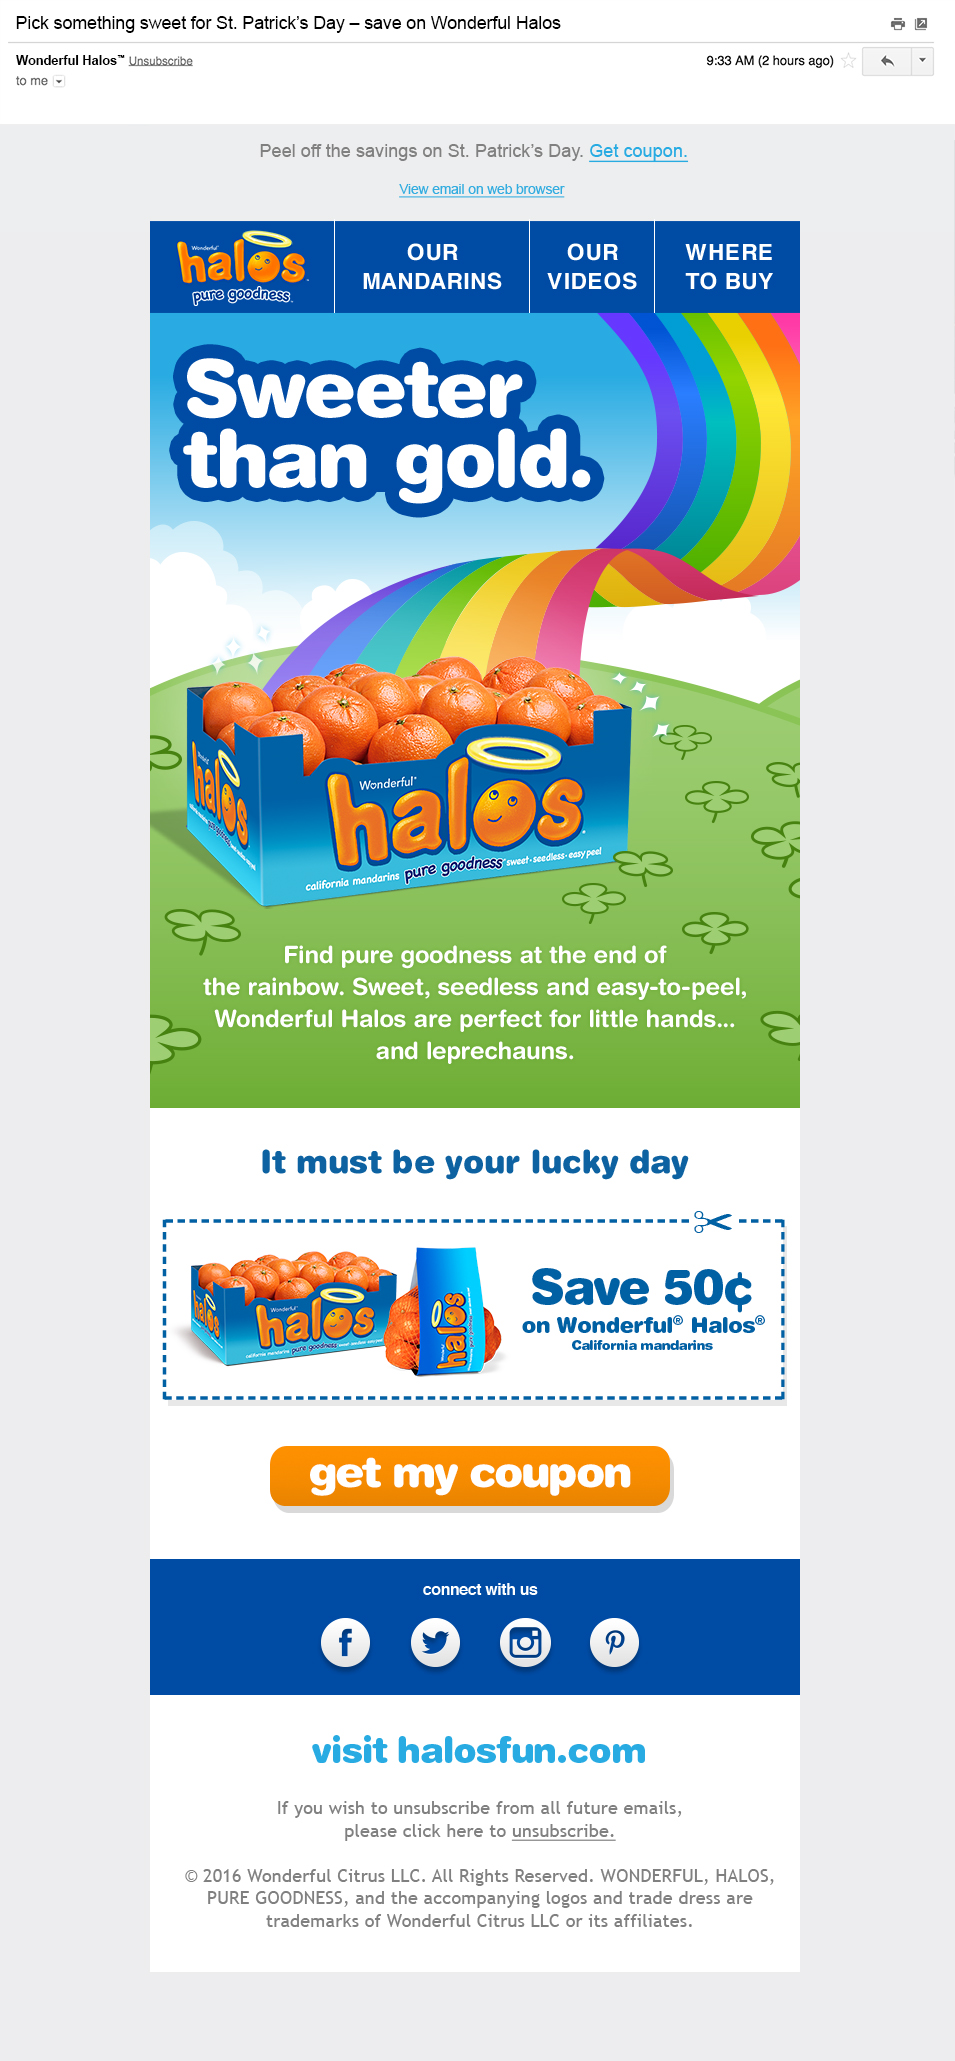 Pick something sweet for St. Patrick's Day – save on Wonderful Halos
Wonderful Halos™ Unsubscribe
9:33 AM (2 hours ago)
to me
Peel off the savings on St. Patrick's Day. Get coupon.
View email on web browser
Wonderful
halos
pure goodness
OUR
MANDARINS
OUR
VIDEOS
WHERE
TO BUY
Sweeter
than gold.
halos
Wonderful
halos
california mandarins pure goodness sweet • seedless • easy peel
Find pure goodness at the end of
the rainbow. Sweet, seedless and easy-to-peel,
Wonderful Halos are perfect for little hands...
and leprechauns.
It must be your lucky day
halos
Wonderful
halos
california mandarins pure goodness
halos
Save 50¢
on Wonderful® Halos®
California mandarins
get my coupon
connect with us
visit halosfun.com
If you wish to unsubscribe from all future emails,
please click here to unsubscribe.
© 2016 Wonderful Citrus LLC. All Rights Reserved. WONDERFUL, HALOS,
PURE GOODNESS, and the accompanying logos and trade dress are
trademarks of Wonderful Citrus LLC or its affiliates.